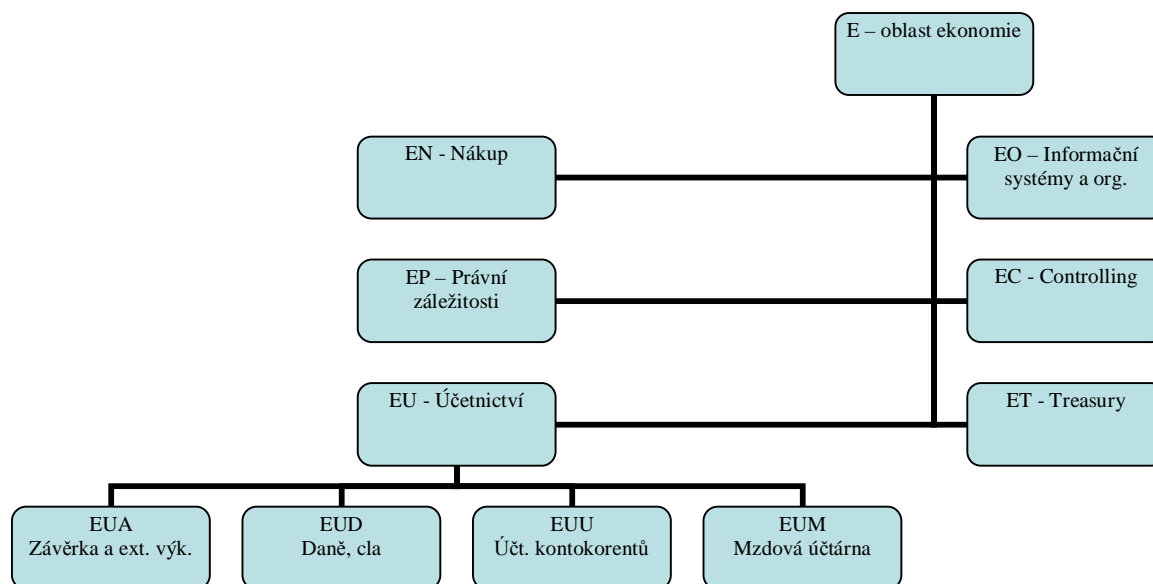 E – oblast ekonomie
EN - Nákup
EO – Informační
systémy a org.
EP – Právní
záležitosti
EC - Controlling
EU - Účetnictví
ET - Treasury
EUA
Závěrka a ext. výk.
EUD
Daně, cla
EUU
Účt. kontokorentů
EUM
Mzdová účtárna